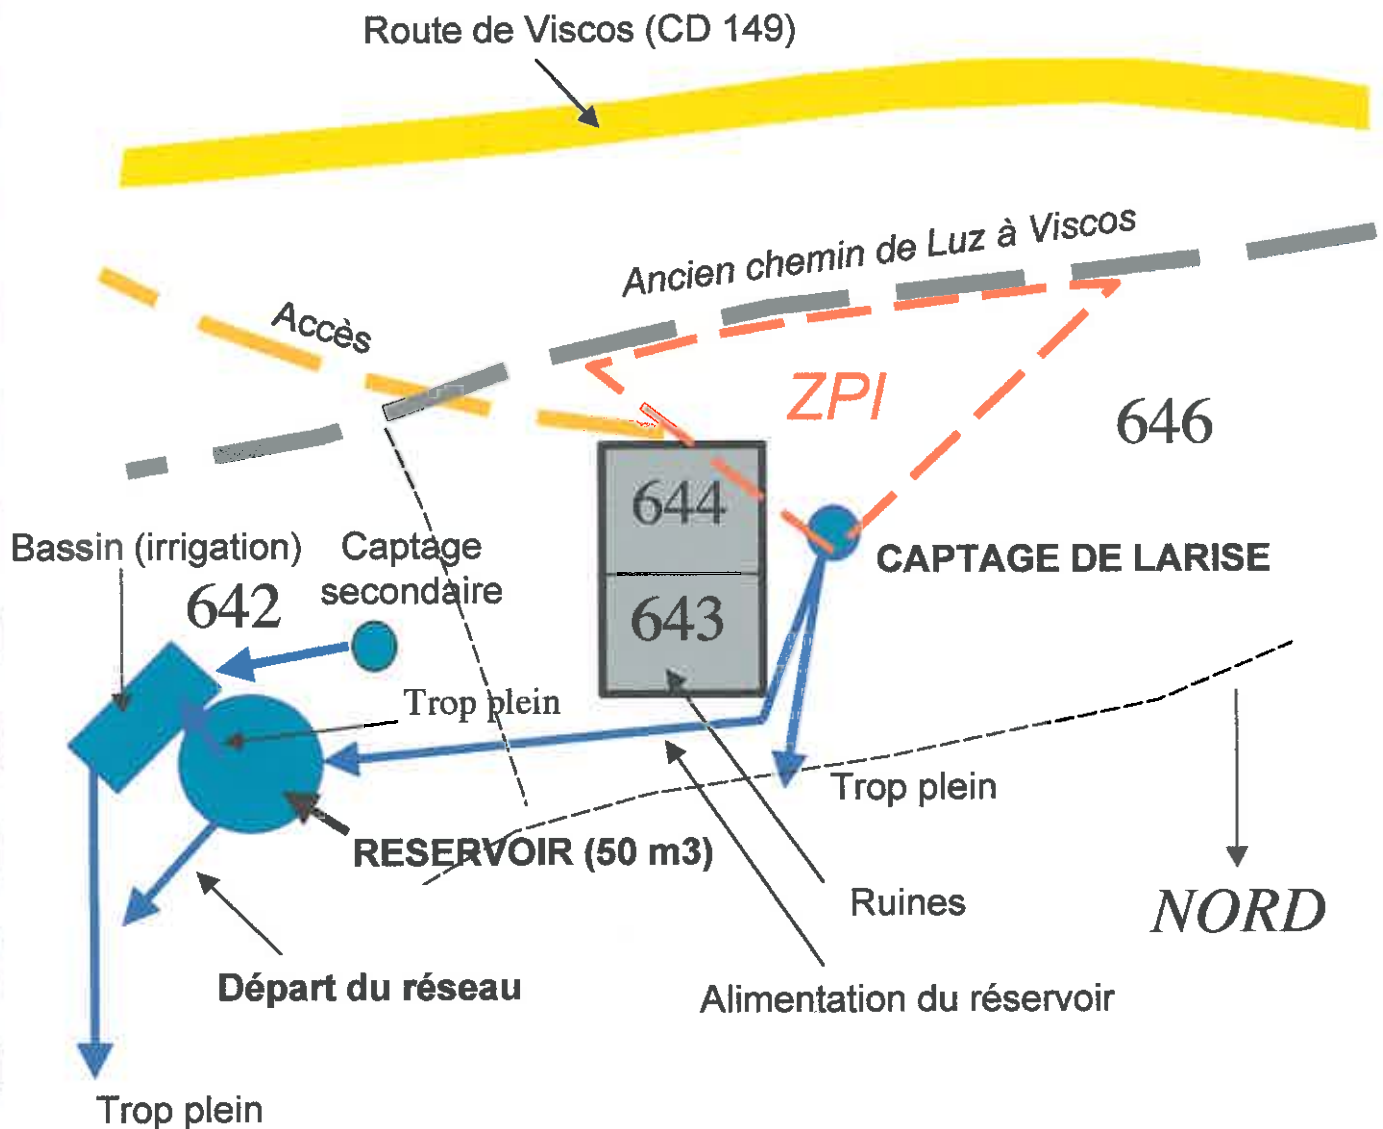 Route de Viscos (CD 149)
Ancien chemin de Luz à Viscos
Accès
ZPI
646
644
Bassin (irrigation)
Captage
secondaire
CAPTAGE DE LARISE
642
643
Trop plein
Trop plein
RESERVOIR (50 m3)
Ruines
NORD
Départ du réseau
Alimentation du réservoir
Trop plein